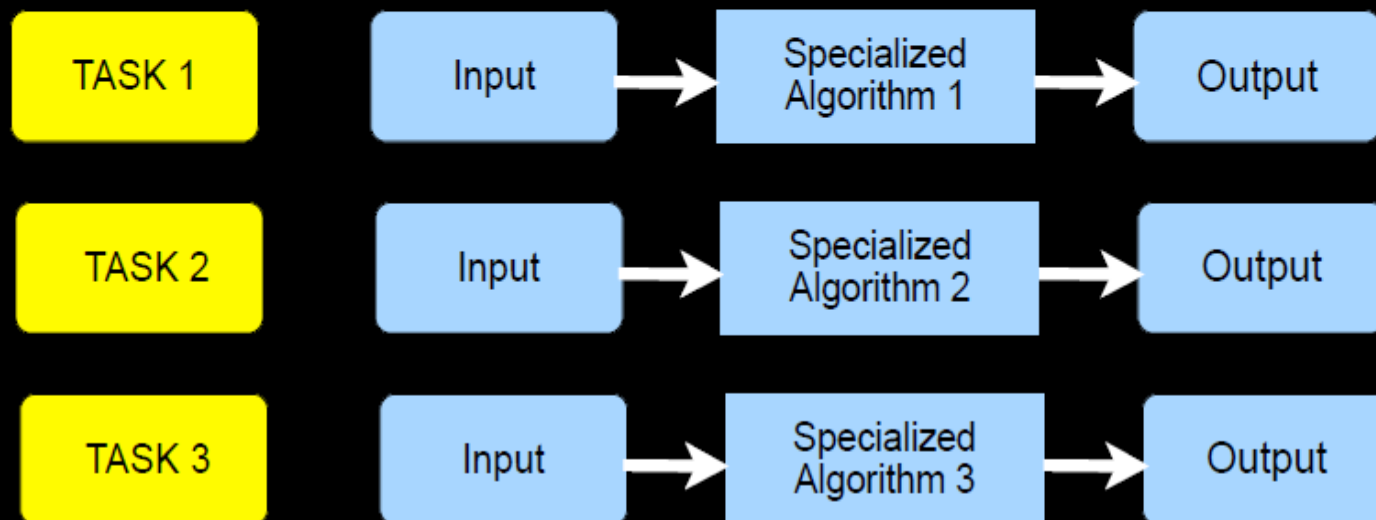 TASK 1
Input
Specialized
Algorithm 1
Output
TASK 2
Input
Specialized
Algorithm 2
Output
TASK 3
Input
Specialized
Algorithm 3
Output